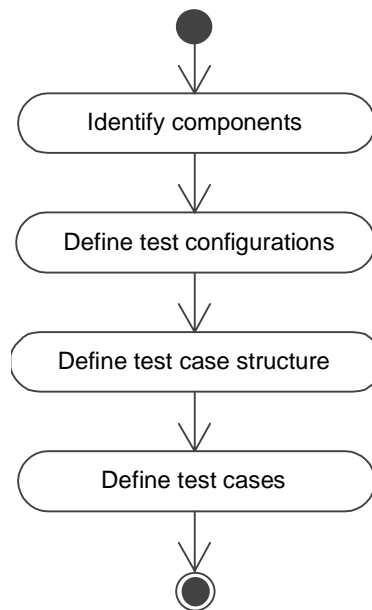 Identify components
Define test configurations
Define test case structure
Define test cases